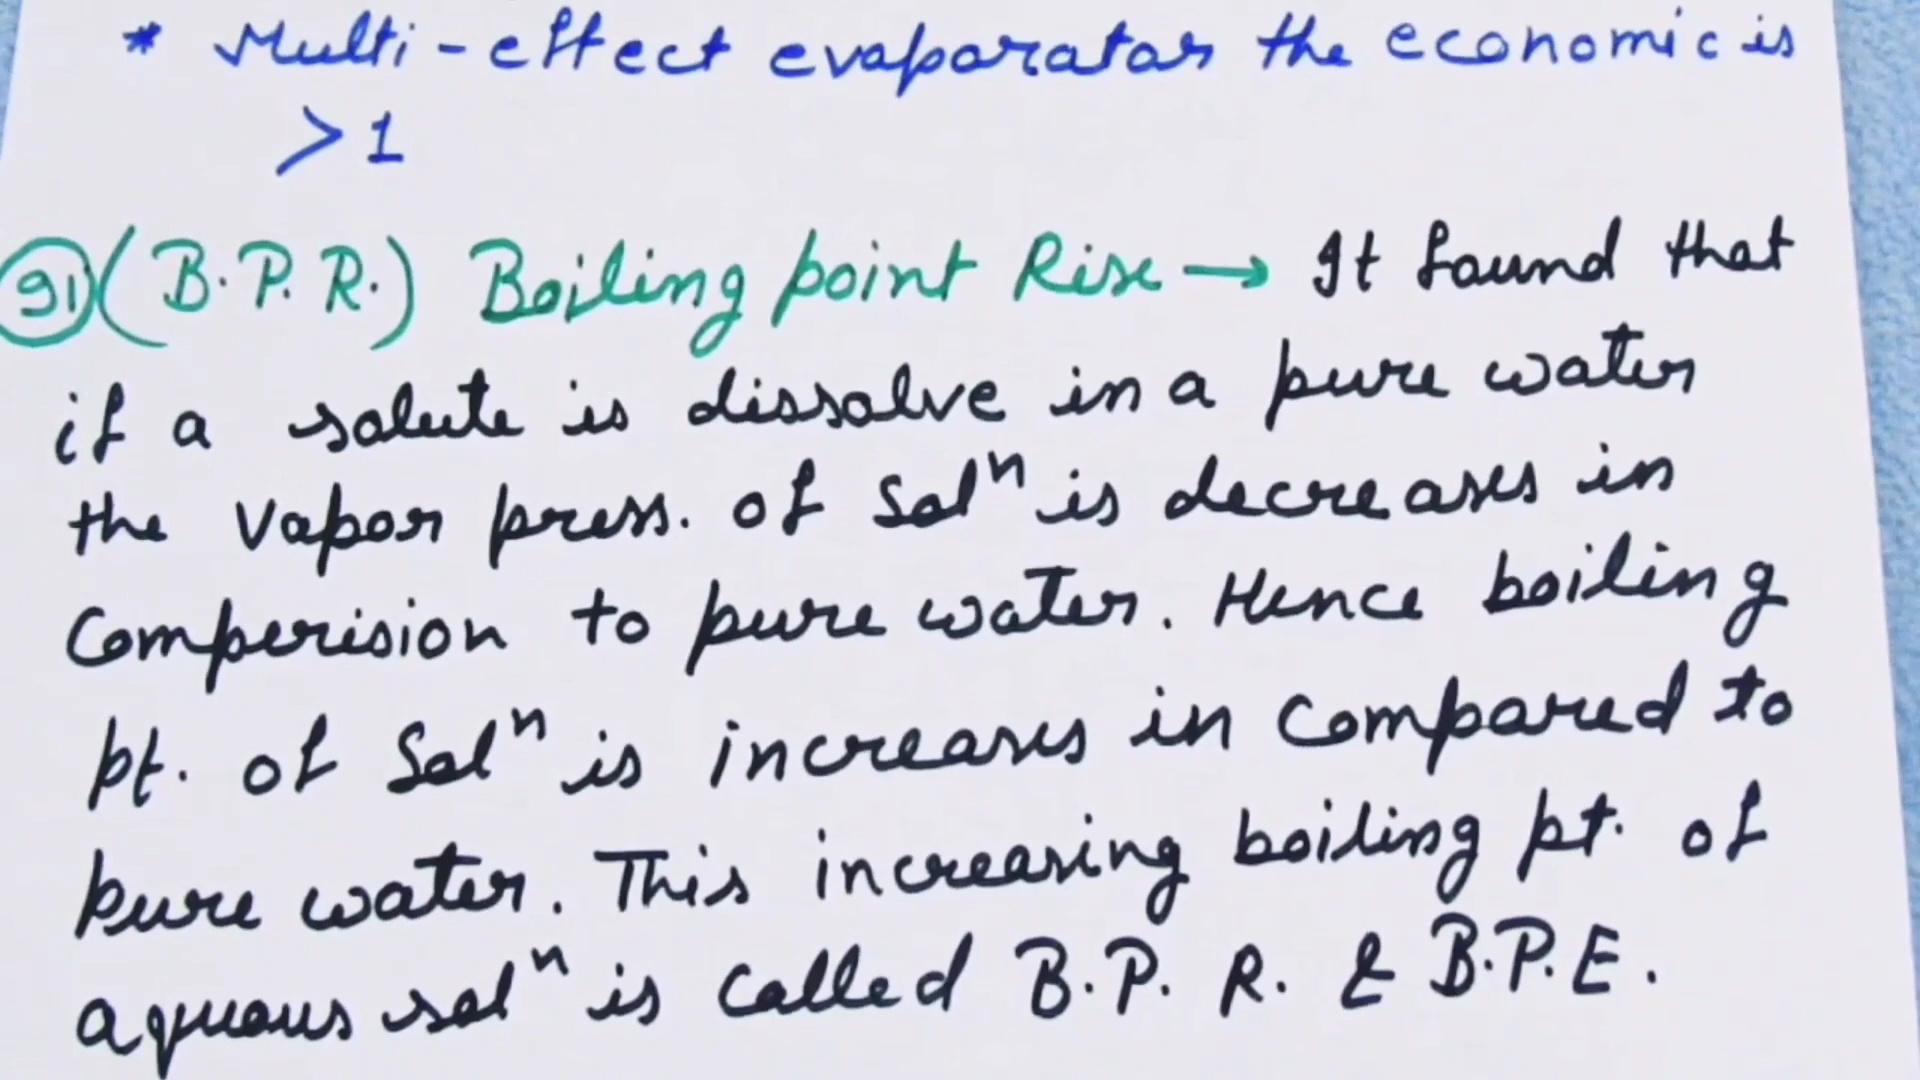 * Multi-effect evaporator the economic is
> 1
91 (B.P.R.) Boiling point Rise → It found that
if a solute is dissolve in a pure water
the vapor press. of Solⁿ is decreases in
Comperision to pure water. Hence boiling
pt. of Solⁿ is increases in compared to
pure water. This increasing boiling pt. of
aqueous solⁿ is called B.P.R. & B.P.E.